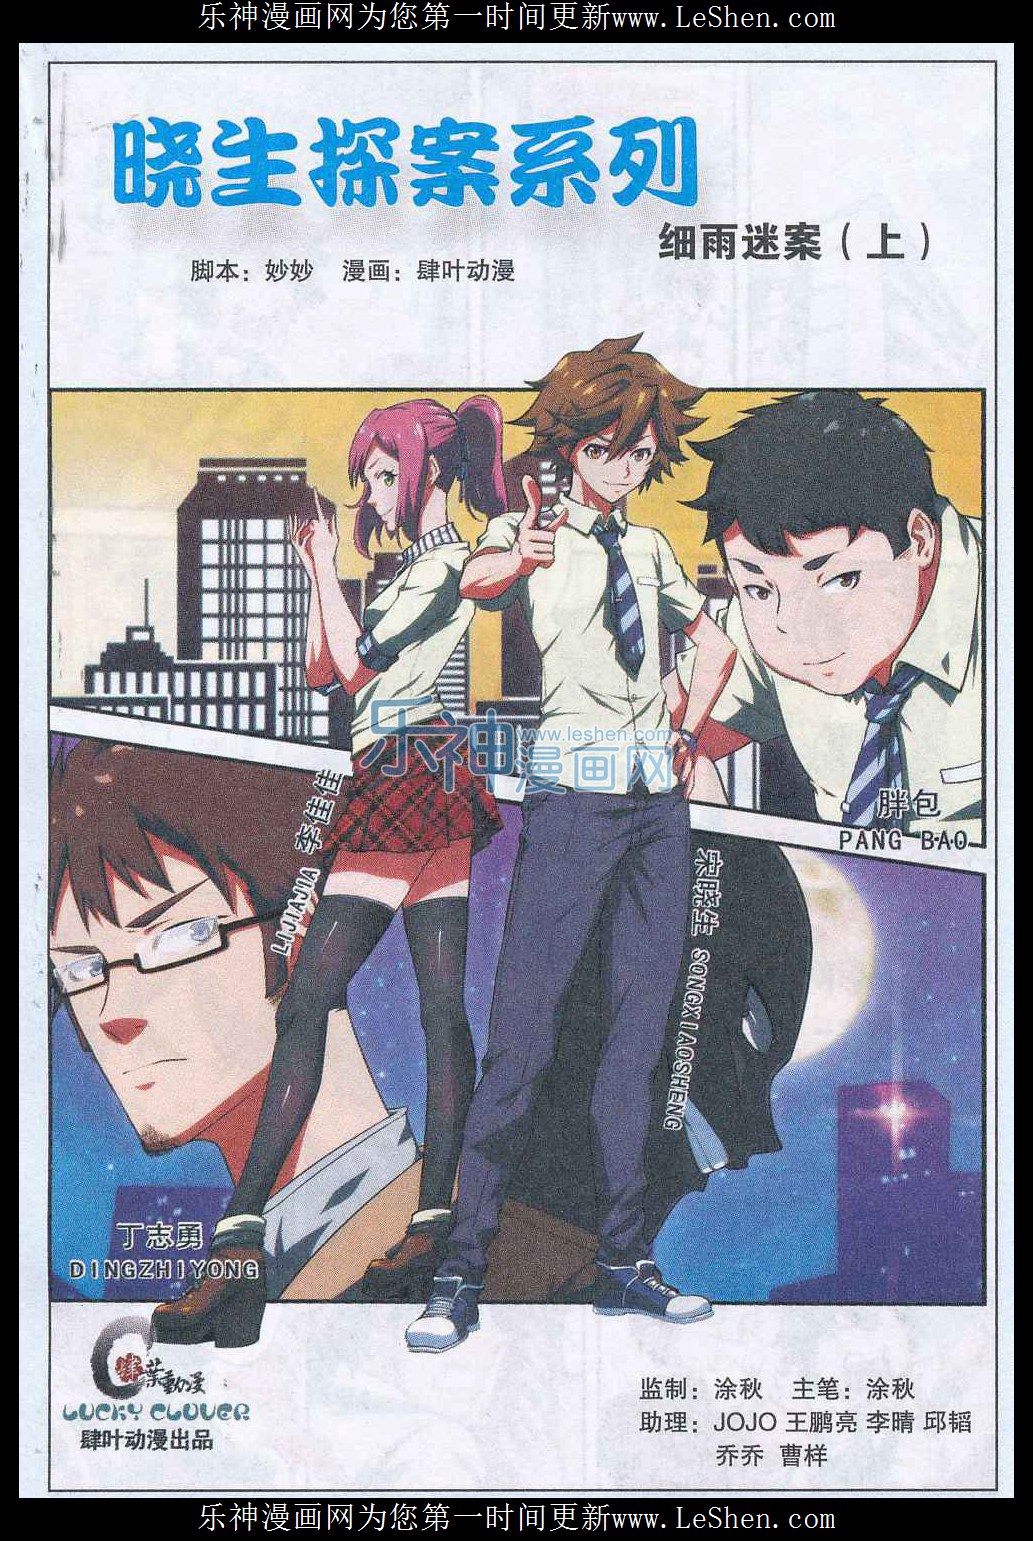 乐神漫画网为您第一时间更新www.LeShen.com
晓生探案系列
细雨迷案（上）
脚本：妙妙 漫画：肆叶动漫
乐神漫画网
www.leshen.com
胖包
PANG BAO
李佳佳 LIJIAJIA
宋晓生 SONGXIAOSHENG
丁志勇
DINGZHIYONG
肆葉動漫
LUCKY CLOVER
肆叶动漫出品
监制：涂秋 主笔：涂秋
助理：JOJO 王鹏亮 李晴 邱韬
乔乔 曹样
乐神漫画网为您第一时间更新www.LeShen.com